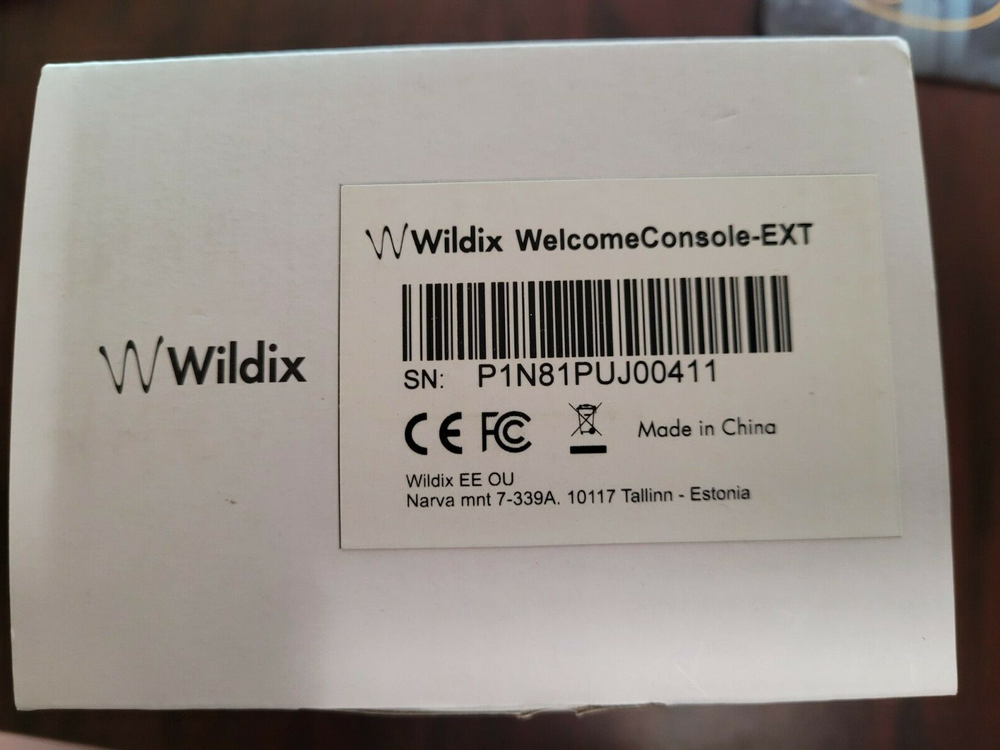 Wildix
Wildix WelcomeConsole-EXT
SN: P1N81PUJ00411
CE FC
Made in China
Wildix EE OU
Narva mnt 7-339A. 10117 Tallinn - Estonia